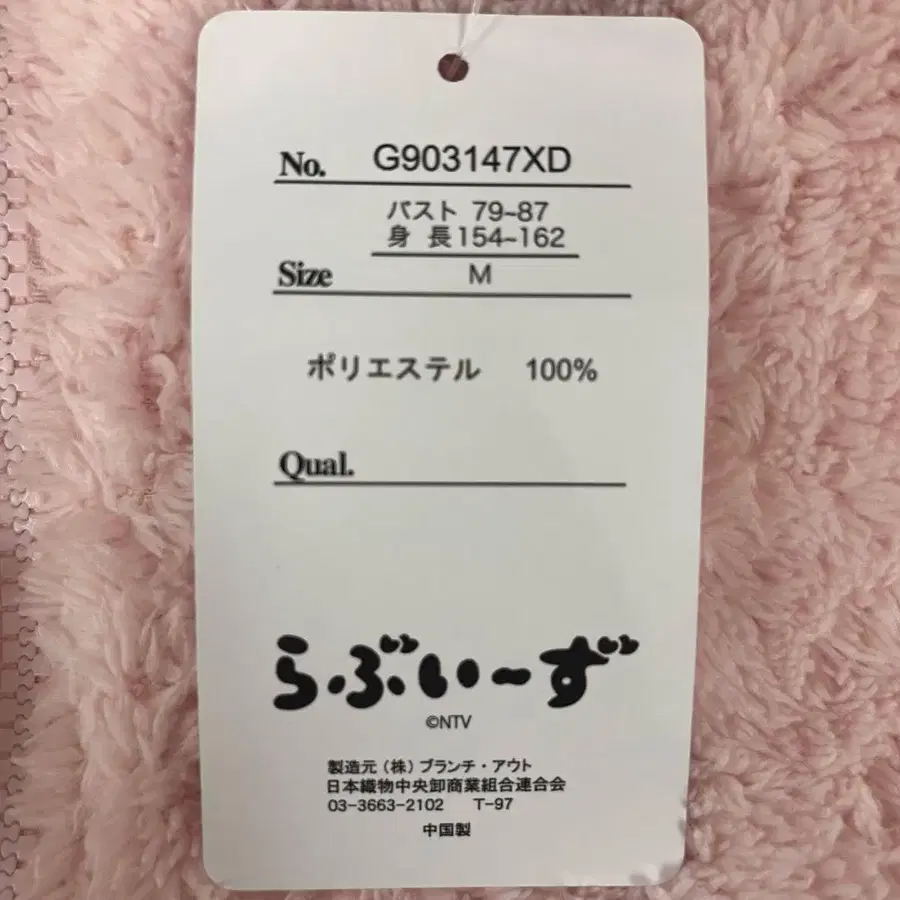 No. G903147XD
バスト 79~87
身 長154~162
Size M
ポリエステル 100%
Qual.
らぶいーず
©NTV
製造元（株）ブランチ・アウト
日本織物中央卸商業組合連合会
03-3663-2102 T-97
中国製